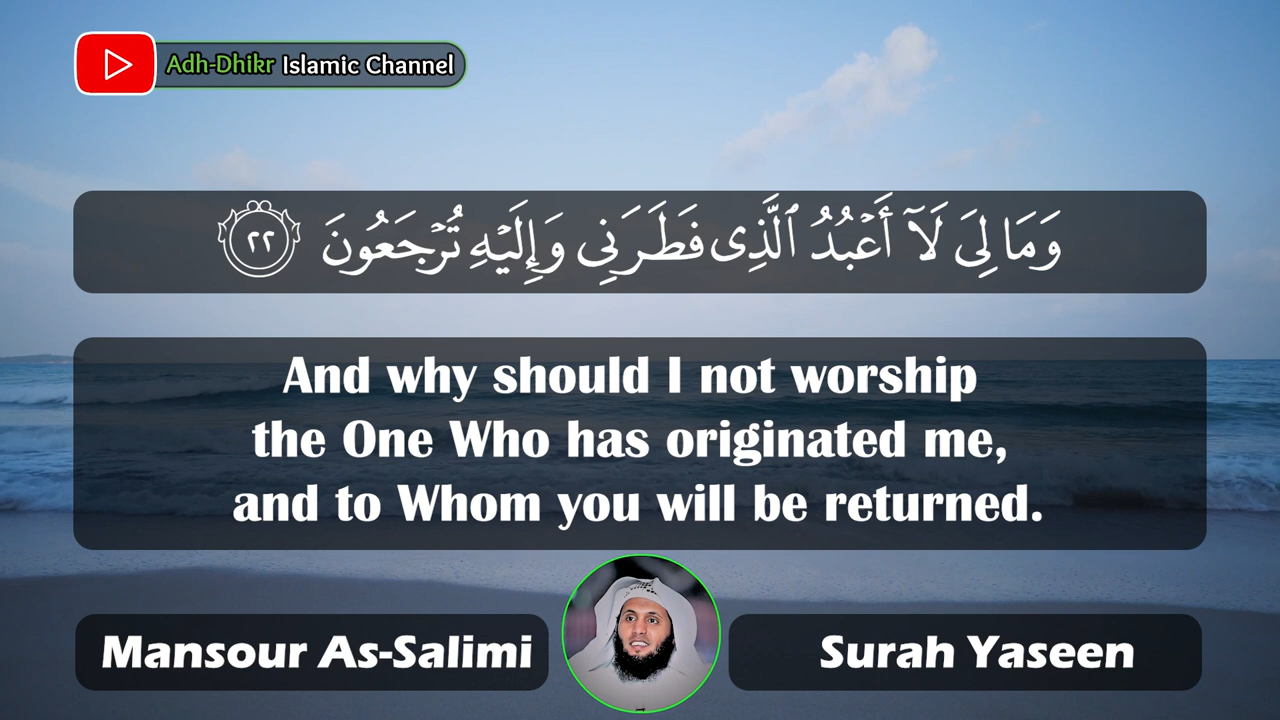 Adh-Dhikr Islamic Channel
وَمَا لِىَ لَآ أَعۡبُدُ ٱلَّذِى فَطَرَنِى وَإِلَيۡهِ تُرۡجَعُونَ ٢٢
And why should I not worship
the One Who has originated me,
and to Whom you will be returned.
Mansour As-Salimi
Surah Yaseen